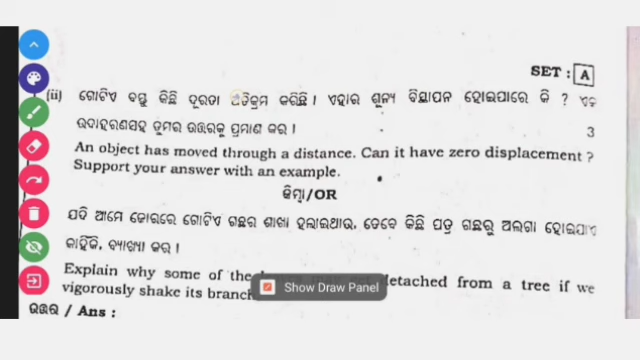 SET : A
(ii) ଗୋଟିଏ ବସ୍ତୁ କିଛି ଦୂରତା ଅତିକ୍ରମ କରିଛି । ଏହାର ଶୂନ୍ୟ ବିସ୍ଥାପନ ହୋଇପାରେ କି ? ଏକ
ଉଦାହରଣସହ ତୁମର ଉତ୍ତରକୁ ପ୍ରମାଣ କର । 3
An object has moved through a distance. Can it have zero displacement ?
Support your answer with an example.
କିମ୍ବା/OR
ଯଦି ଆମେ ଜୋରରେ ଗୋଟିଏ ଗଛର ଶାଖା ହଲାଇଥାଉ, ତେବେ କିଛି ପତ୍ର ଗଛରୁ ଅଲଗା ହୋଇଯାଏ
କାହିଁକି, ବ୍ୟାଖ୍ୟା କର ।
Explain why some of the detached from a tree if we
vigorously shake its branch
Show Draw Panel
ଉତ୍ତର / Ans :